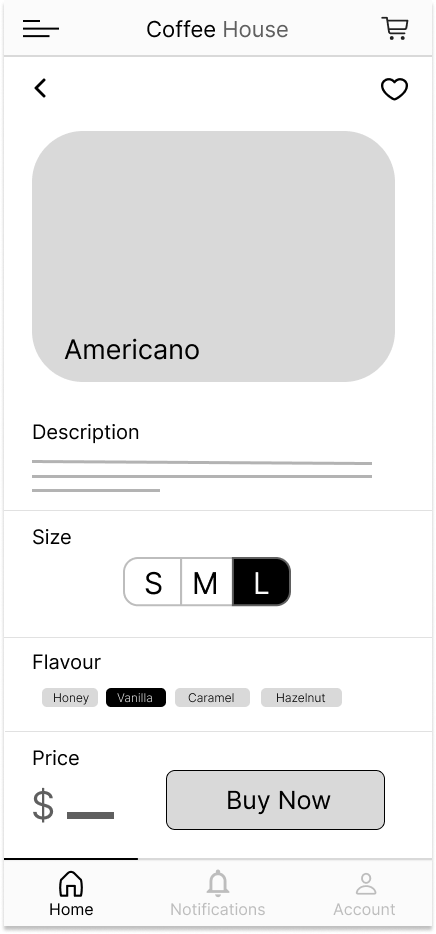 Coffee House
Americano
Description
Size
S M L
Flavour
Honey Vanilla Caramel Hazelnut
Price
$
Buy Now
Home Notifications Account